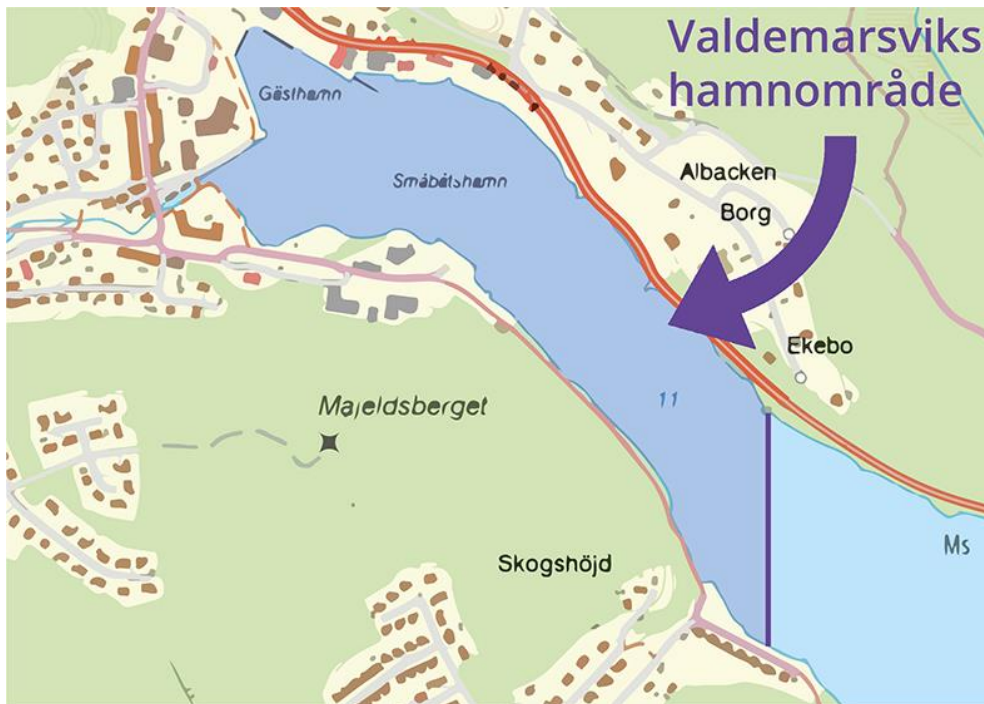 Valdemarsviks
hamnområde
Gästhamn
Småbåtshamn
Albacken
Borg
Ekebo
11
Majeldsberget
Ms
Skogshöjd